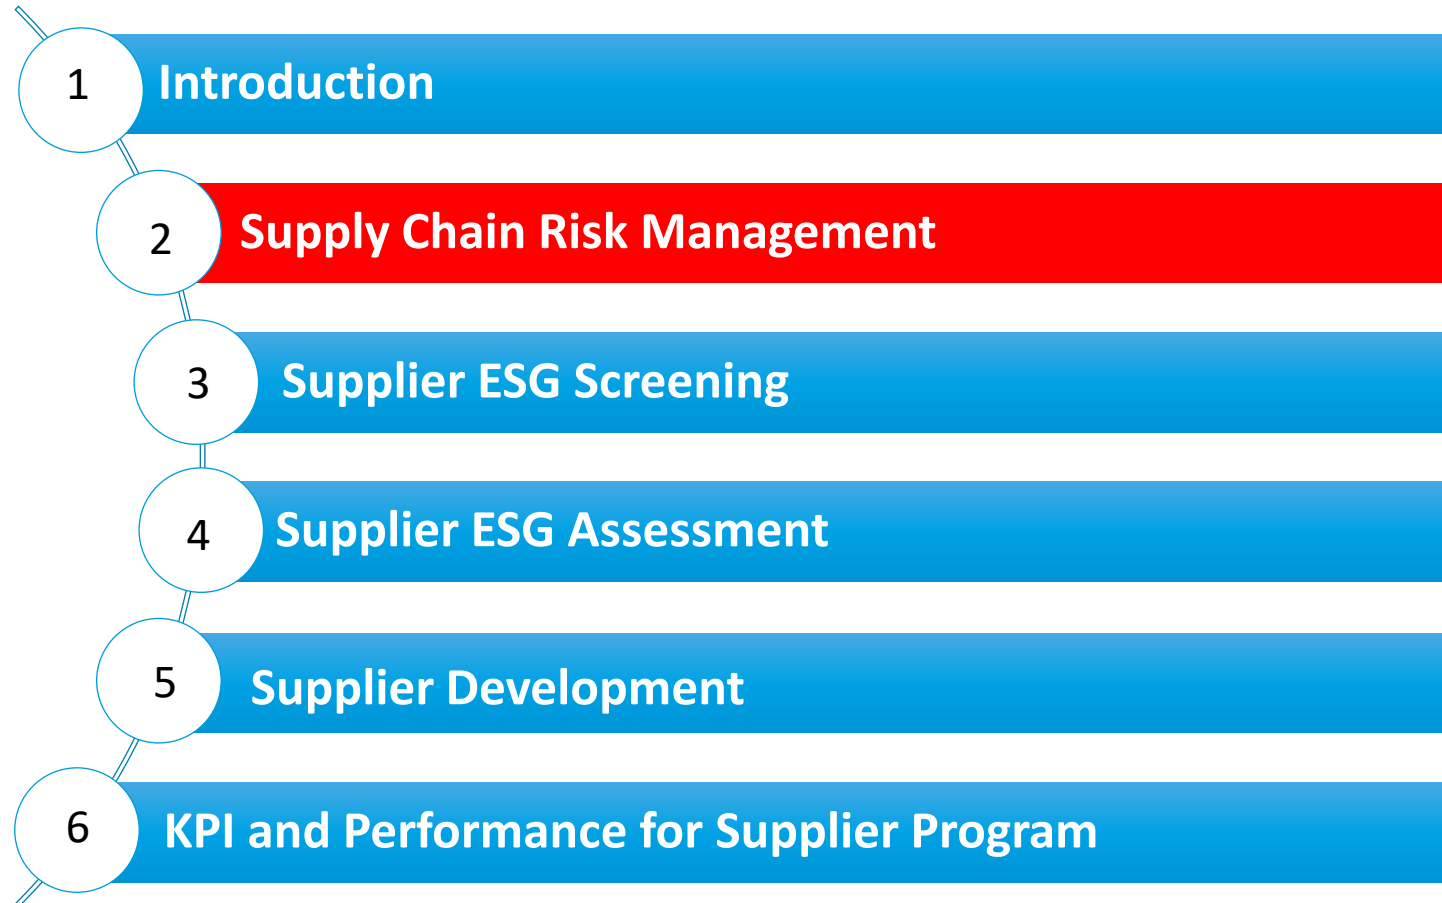 1 Introduction
2 Supply Chain Risk Management
3 Supplier ESG Screening
4 Supplier ESG Assessment
5 Supplier Development
6 KPI and Performance for Supplier Program